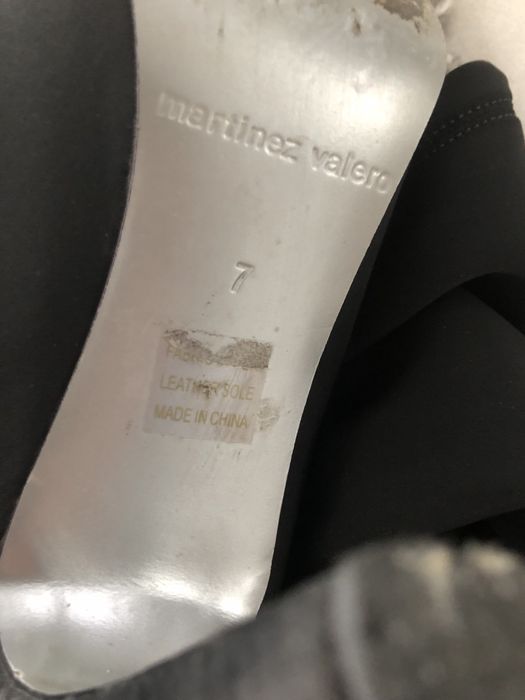 martinez valero
7
LEATHER SOLE
MADE IN CHINA